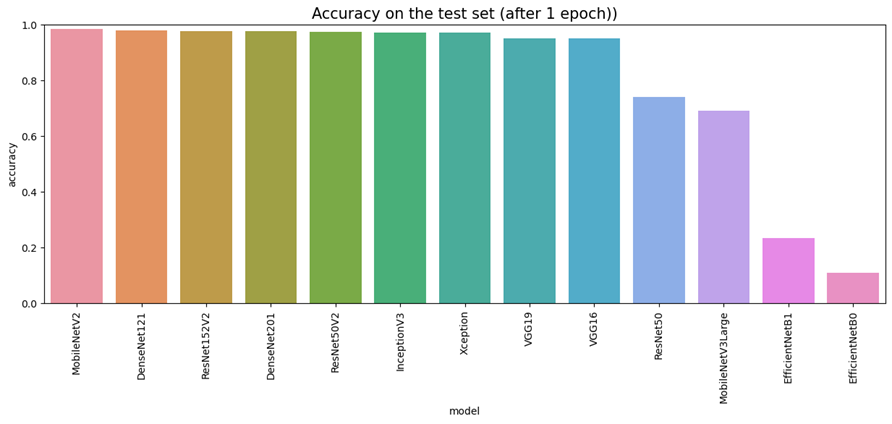 Accuracy on the test set (after 1 epoch))
1.0
0.8
0.6
0.4
0.2
0.0
accuracy
MobileNetV2
DenseNet121
ResNet152V2
DenseNet201
ResNet50V2
InceptionV3
Xception
VGG19
VGG16
ResNet50
MobileNetV3Large
EfficientNetB1
EfficientNetB0
model